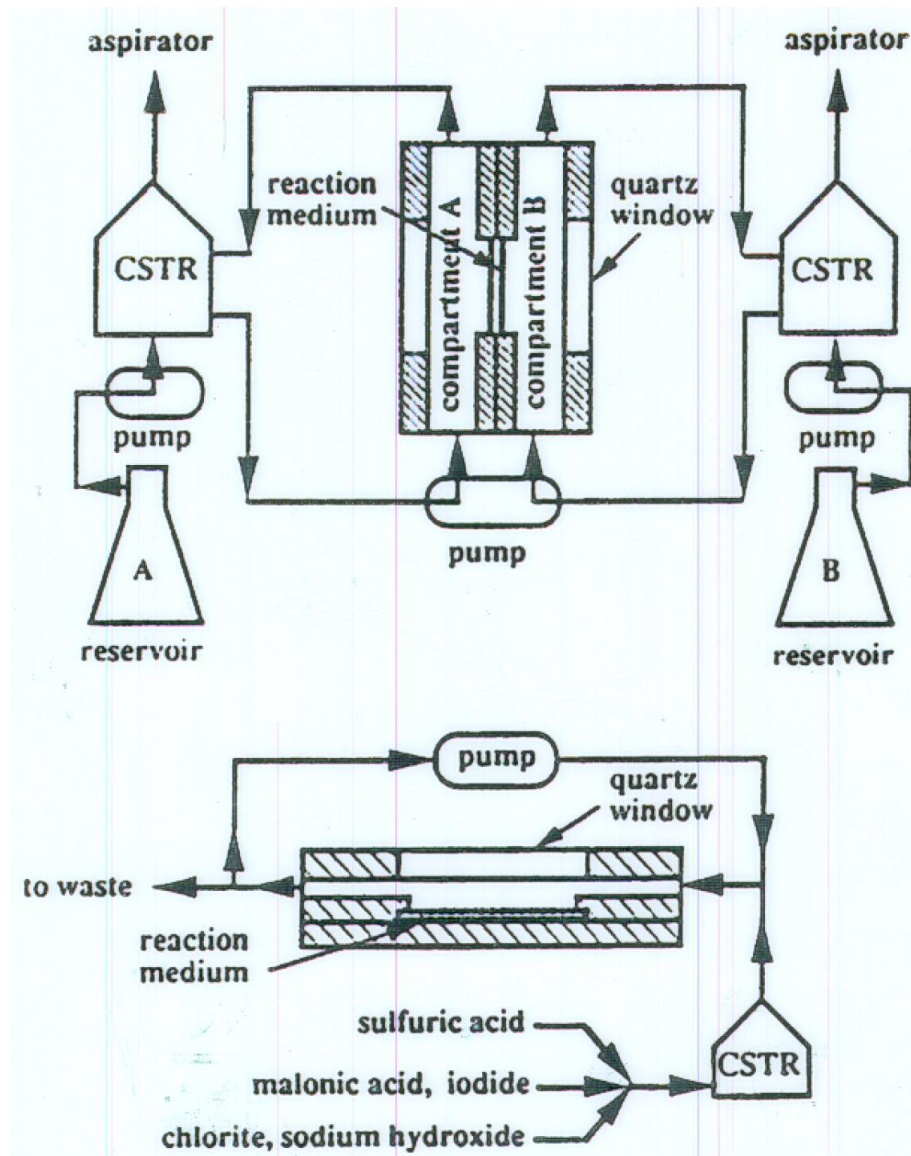 aspirator
aspirator
reaction
medium
compartment A
compartment B
quartz
window
CSTR
CSTR
pump
pump
pump
A
B
reservoir
reservoir
pump
quartz
window
to waste
reaction
medium
sulfuric acid
malonic acid, iodide
chlorite, sodium hydroxide
CSTR